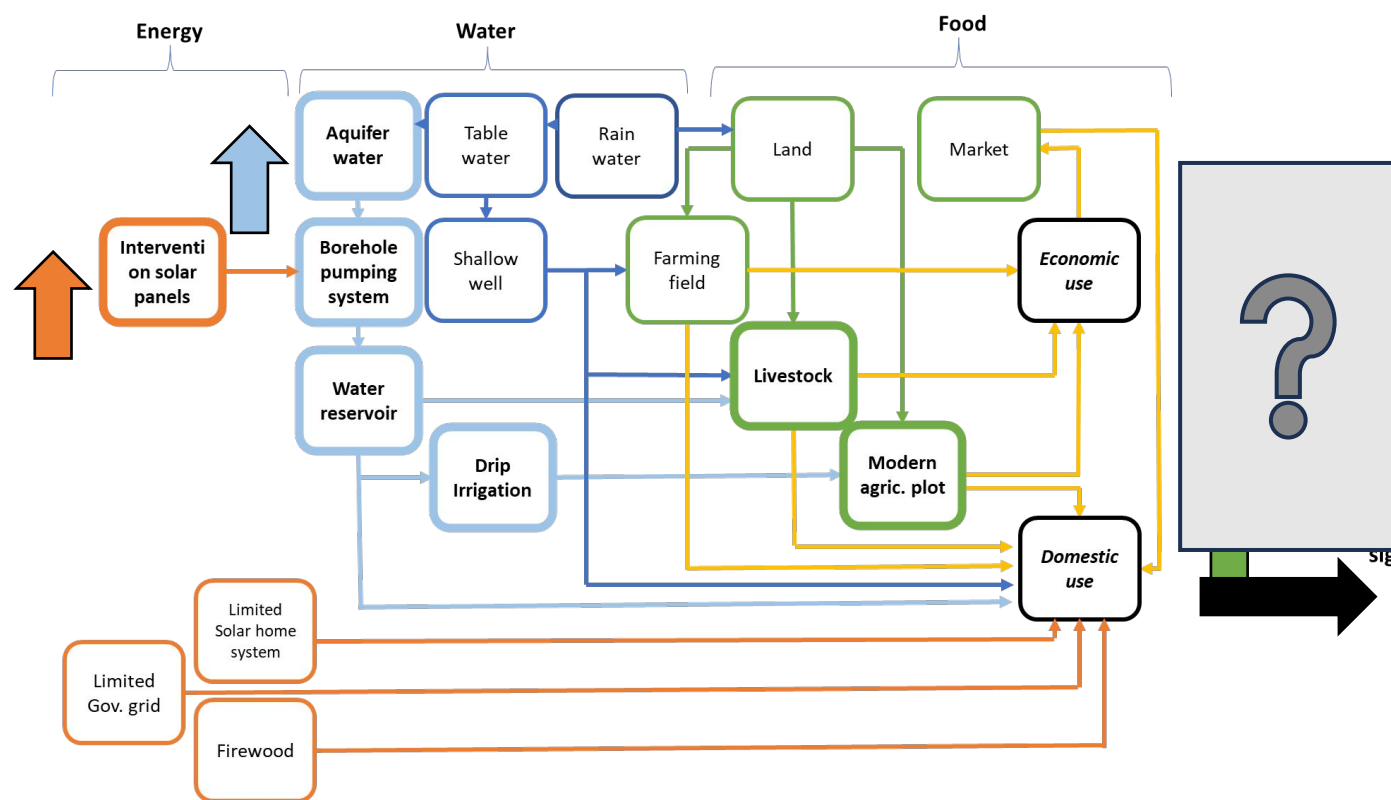 Energy
Water
Food
Aquifer
water
Table
water
Rain
water
Land
Market
Interventi
on solar
panels
Borehole
pumping
system
Shallow
well
Farming
field
Economic
use
Water
reservoir
Livestock
Drip
Irrigation
Modern
agric. plot
Domestic
use
Limited
Solar home
system
Limited
Gov. grid
Firewood
?